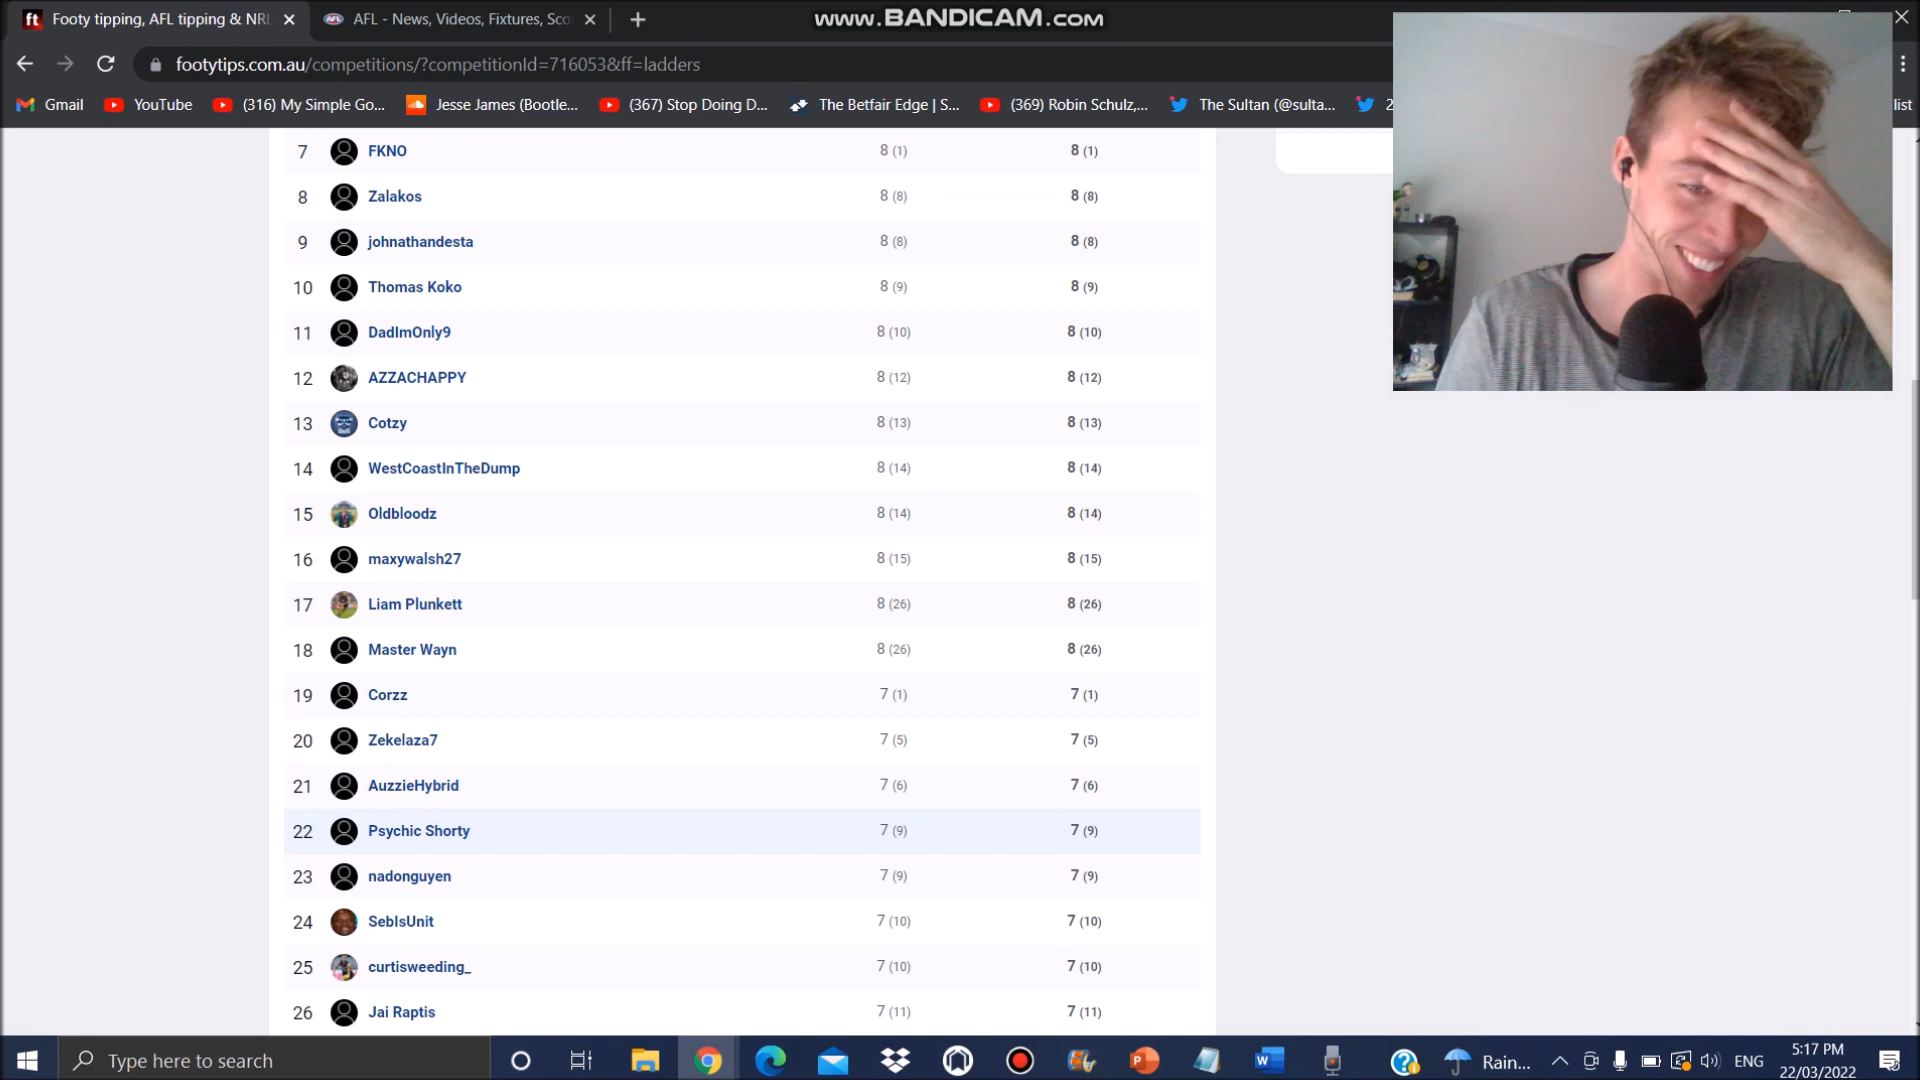 Footy tipping, AFL tipping & NRL
AFL - News, Videos, Fixtures, Sco
www.BANDICAM.com
footytips.com.au/competitions/?competitionId=716053&ff=ladders
Gmail
YouTube
(316) My Simple Go...
Jesse James (Bootle...
(367) Stop Doing D...
The Betfair Edge | S...
(369) Robin Schulz,...
The Sultan (@sulta...
2
list
7 FKNO 8 (1) 8 (1)
8 Zalakos 8 (8) 8 (8)
9 johnathandesta 8 (8) 8 (8)
10 Thomas Koko 8 (9) 8 (9)
11 DadImOnly9 8 (10) 8 (10)
12 AZZACHAPPY 8 (12) 8 (12)
13 Cotzy 8 (13) 8 (13)
14 WestCoastInTheDump 8 (14) 8 (14)
15 Oldbloodz 8 (14) 8 (14)
16 maxywalsh27 8 (15) 8 (15)
17 Liam Plunkett 8 (26) 8 (26)
18 Master Wayn 8 (26) 8 (26)
19 Corzz 7 (1) 7 (1)
20 Zekelaza7 7 (5) 7 (5)
21 AuzzieHybrid 7 (6) 7 (6)
22 Psychic Shorty 7 (9) 7 (9)
23 nadonguyen 7 (9) 7 (9)
24 SebIsUnit 7 (10) 7 (10)
25 curtisweeding_ 7 (10) 7 (10)
26 Jai Raptis 7 (11) 7 (11)
Type here to search
Rain...
ENG
5:17 PM
22/03/2022